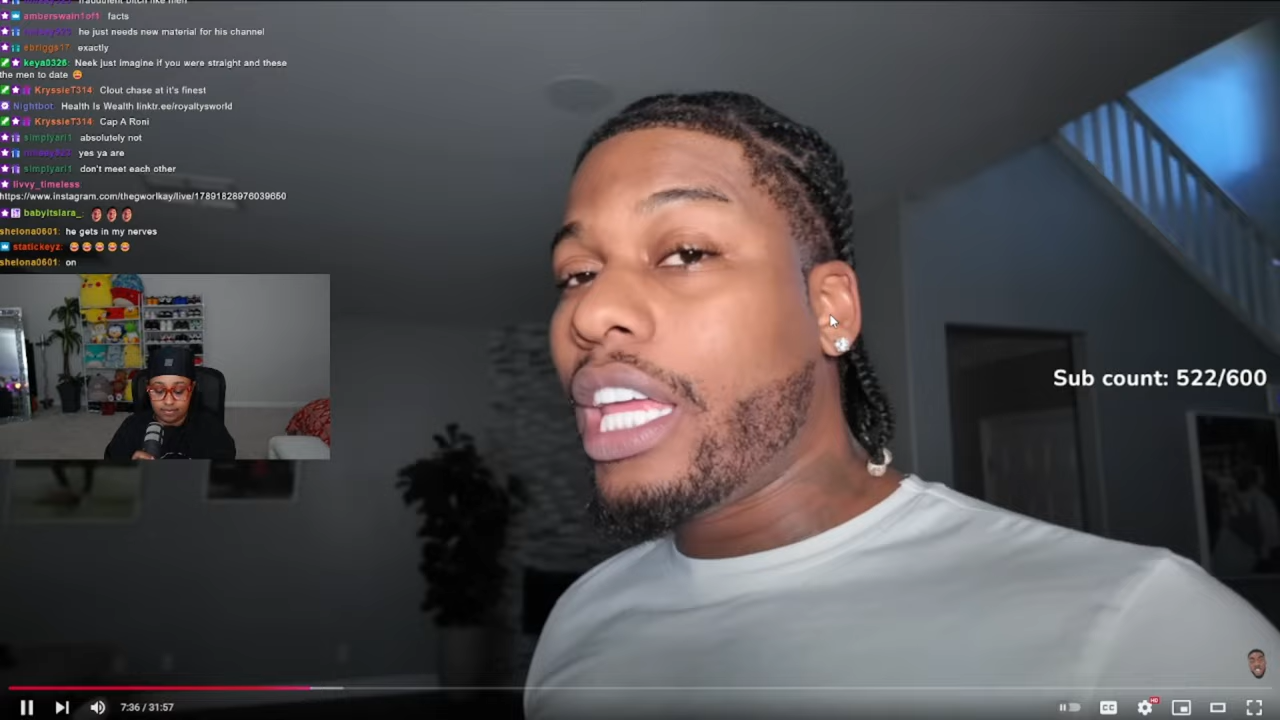 fraudulent bitch like men
amberswain1of1 facts
he just needs new material for his channel
ebriggs17 exactly
keya0326: Neek just imagine if you were straight and these
the men to date
KryssieT314: Clout chase at it's finest
Nightbot: Health Is Wealth linktr.ee/royaltysworld
KryssieT314: Cap A Roni
simplyari1 absolutely not
yes ya are
simplyari1 don't meet each other
livvy_timeless:
https://www.instagram.com/thegworlkay/live/17891828976039650
babyitslara_:
shelona0601: he gets in my nerves
statickeyz:
shelona0601: on
Sub count: 522/600
7:36 / 31:57
CC
HD